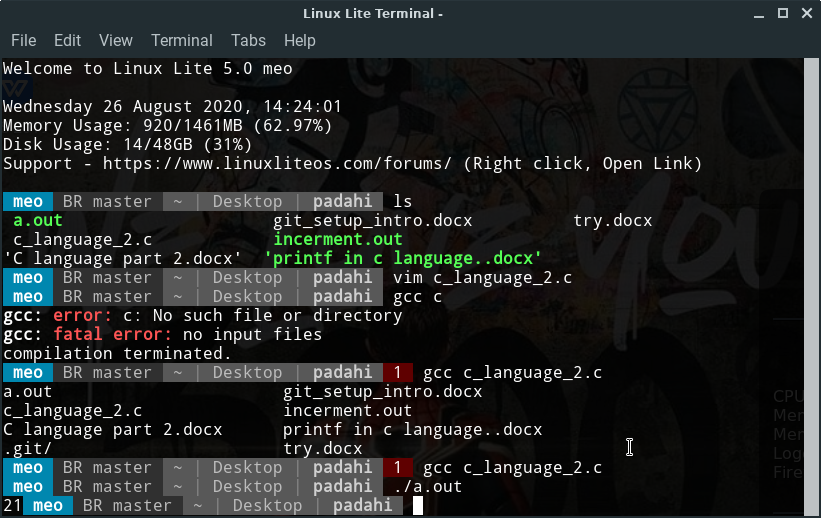 Linux Lite Terminal -
File Edit View Terminal Tabs Help
Welcome to Linux Lite 5.0 meo
Wednesday 26 August 2020, 14:24:01
Memory Usage: 920/1461MB (62.97%)
Disk Usage: 14/48GB (31%)
Support - https://www.linuxliteos.com/forums/ (Right click, Open Link)
meo BR master ~ | Desktop | padahi ls
a.out git_setup_intro.docx try.docx
c_language_2.c incerment.out
'C language part 2.docx' 'printf in c language..docx'
meo BR master ~ | Desktop | padahi vim c_language_2.c
meo BR master ~ | Desktop | padahi gcc c
gcc: error: c: No such file or directory
gcc: fatal error: no input files
compilation terminated.
meo BR master ~ | Desktop | padahi 1 gcc c_language_2.c
a.out git_setup_intro.docx
c_language_2.c incerment.out
C language part 2.docx printf in c language..docx
.git/ try.docx
meo BR master ~ | Desktop | padahi 1 gcc c_language_2.c
meo BR master ~ | Desktop | padahi ./a.out
21 meo BR master ~ | Desktop | padahi
CPU
Mem
Mem
Fire